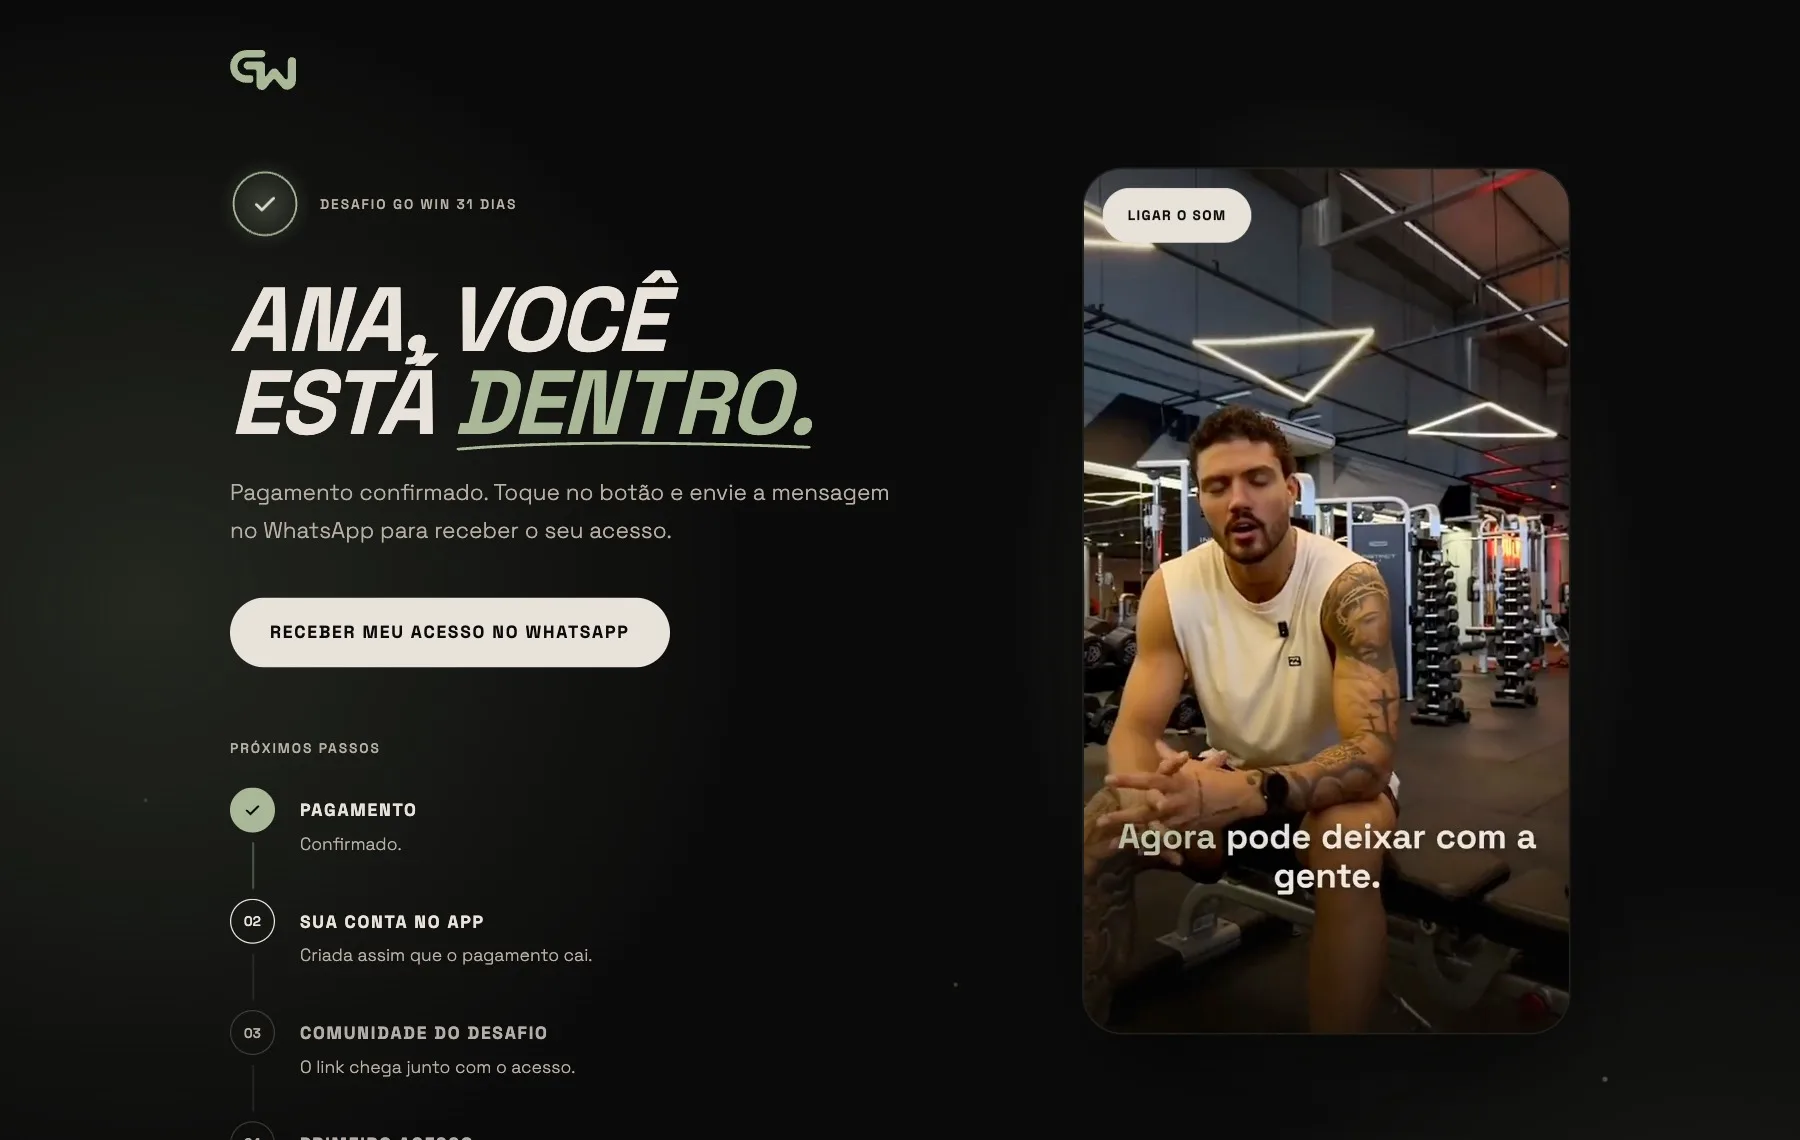 GW
DESAFIO GO WIN 31 DIAS
ANA, VOCÊ
ESTÁ DENTRO.
Pagamento confirmado. Toque no botão e envie a mensagem
no WhatsApp para receber o seu acesso.
RECEBER MEU ACESSO NO WHATSAPP
PRÓXIMOS PASSOS
PAGAMENTO
Confirmado.
02
SUA CONTA NO APP
Criada assim que o pagamento cai.
03
COMUNIDADE DO DESAFIO
O link chega junto com o acesso.
LIGAR O SOM
Agora pode deixar com a
gente.